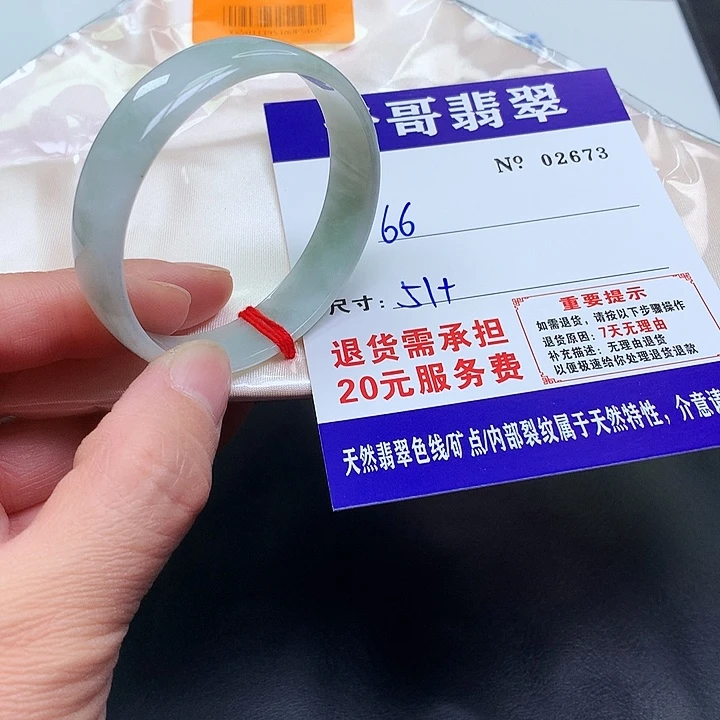 哥翡翠
Nº 02673
66
尺寸: 51+
退货需承担
20元服务费
重要提示
如需退货，请按以下步骤操作
退货原因：7天无理由
补充描述：无理由退货
以便极速给你处理退货退款
天然翡翠色线/矿点/内部裂纹属于天然特性，介意请